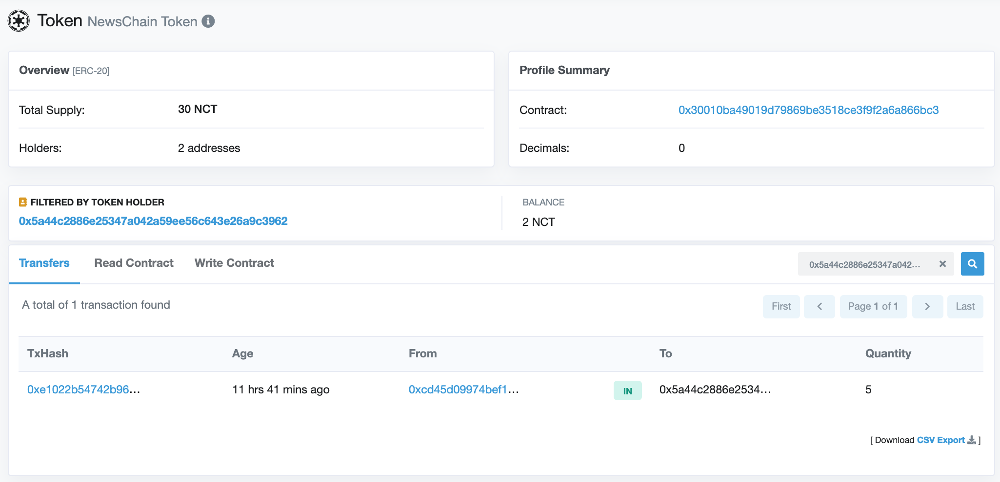 Token NewsChain Token
Overview [ERC-20]
Total Supply: 30 NCT
Holders: 2 addresses
Profile Summary
Contract: 0x30010ba49019d79869be3518ce3f9f2a6a866bc3
Decimals: 0
FILTERED BY TOKEN HOLDER
0x5a44c2886e25347a042a59ee56c643e26a9c3962
BALANCE
2 NCT
Transfers Read Contract Write Contract 0x5a44c2886e25347a042...
A total of 1 transaction found
First Page 1 of 1 Last
TxHash Age From To Quantity
0xe1022b54742b96... 11 hrs 41 mins ago 0xcd45d09974bef1... IN 0x5a44c2886e2534... 5
[ Download CSV Export ]